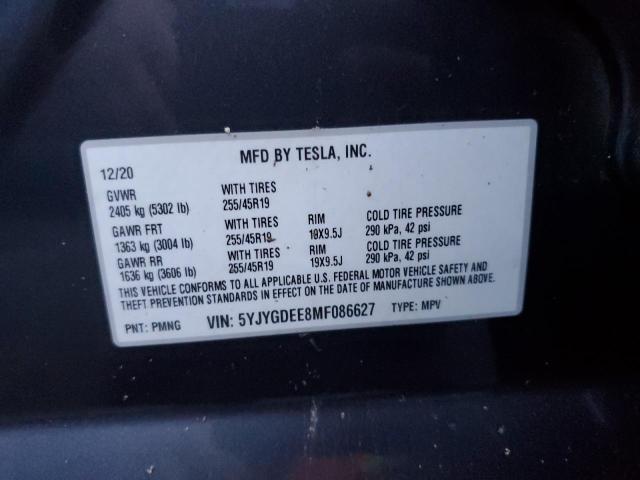 MFD BY TESLA, INC.
12/20
GVWR WITH TIRES
2405 kg (5302 lb) 255/45R19
GAWR FRT WITH TIRES RIM COLD TIRE PRESSURE
1363 kg (3004 lb) 255/45R19 19X9.5J 290 kPa, 42 psi
GAWR RR WITH TIRES RIM COLD TIRE PRESSURE
1636 kg (3606 lb) 255/45R19 19X9.5J 290 kPa, 42 psi
THIS VEHICLE CONFORMS TO ALL APPLICABLE U.S. FEDERAL MOTOR VEHICLE SAFETY AND
THEFT PREVENTION STANDARDS IN EFFECT ON THE DATE OF MANUFACTURE SHOWN ABOVE.
PNT: PMNG VIN: 5YJYGDEE8MF086627 TYPE: MPV